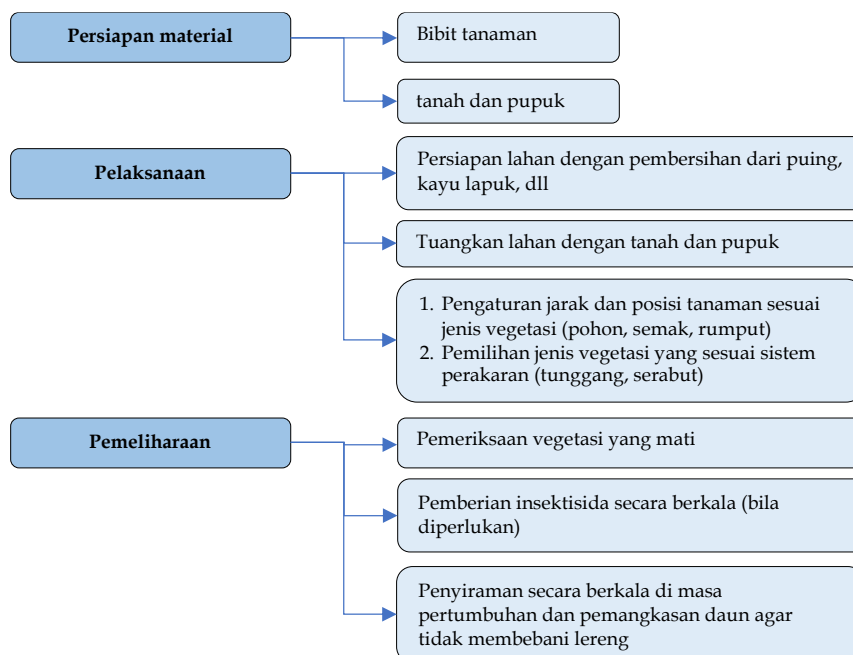 Persiapan material
Bibit tanaman
tanah dan pupuk
Pelaksanaan
Persiapan lahan dengan pembersihan dari puing,
kayu lapuk, dll
Tuangkan lahan dengan tanah dan pupuk
1. Pengaturan jarak dan posisi tanaman sesuai
jenis vegetasi (pohon, semak, rumput)
2. Pemilihan jenis vegetasi yang sesuai sistem
perakaran (tunggang, serabut)
Pemeliharaan
Pemeriksaan vegetasi yang mati
Pemberian insektisida secara berkala (bila
diperlukan)
Penyiraman secara berkala di masa
pertumbuhan dan pemangkasan daun agar
tidak membebani lereng